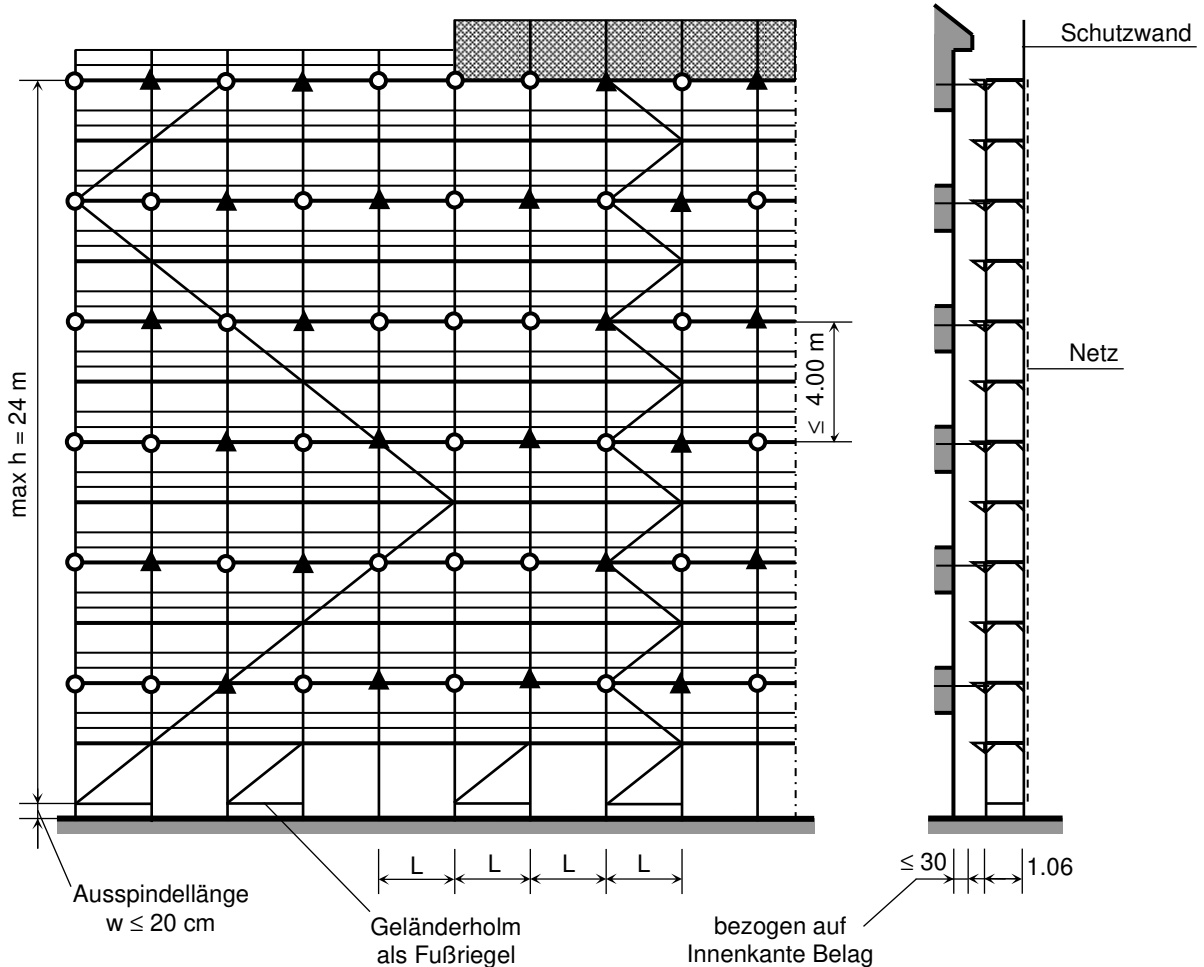 Schutzwand
Netz
max h = 24 m
≤ 4.00 m
L
L
L
L
≤ 30
1.06
Ausspindellänge
w ≤ 20 cm
Geländerholm
als Fußriegel
bezogen auf
Innenkante Belag